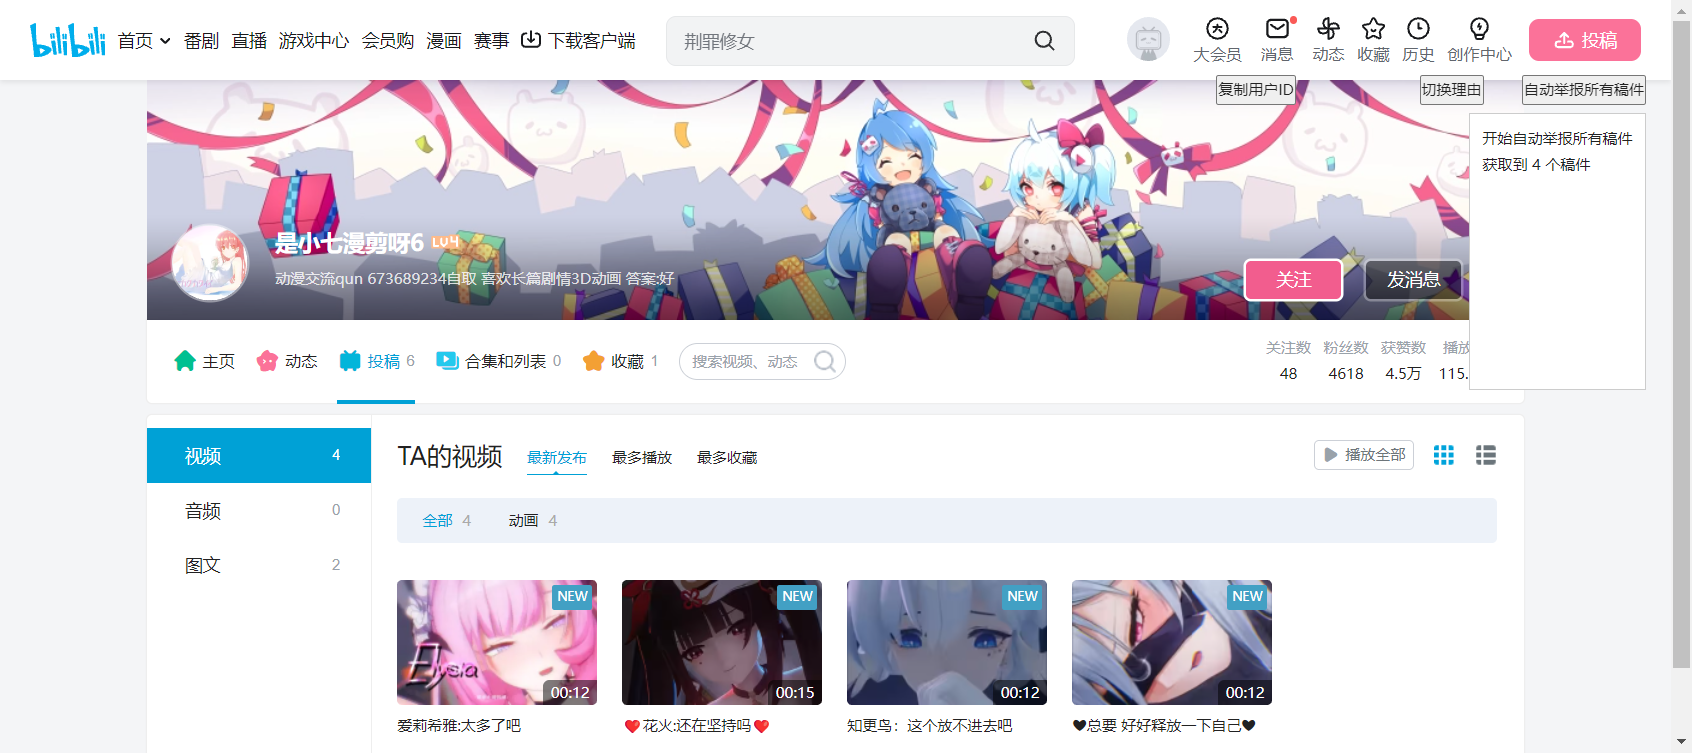 bilibili 首页 番剧 直播 游戏中心 会员购 漫画 赛事 下载客户端 荆罪修女 大会员 消息 动态 收藏 历史 创作中心 投稿
复制用户ID 切换理由 自动举报所有稿件
开始自动举报所有稿件
获取到 4 个稿件
是小七漫剪呀6 LV4
动漫交流qun 673689234自取 喜欢长篇剧情3D动画 答案:好
关注 发消息
主页 动态 投稿 6 合集和列表 0 收藏 1 搜索视频、动态
关注数 粉丝数 获赞数 播放
48 4618 4.5万 115.
视频 4
音频 0
图文 2
TA的视频 最新发布 最多播放 最多收藏 播放全部
全部 4 动画 4
NEW NEW NEW NEW
Elysia
00:12 00:15 00:12 00:12
爱莉希雅:太多了吧 ❤️花火:还在坚持吗❤️ 知更鸟：这个放不进去吧 ♥总要 好好释放一下自己♥